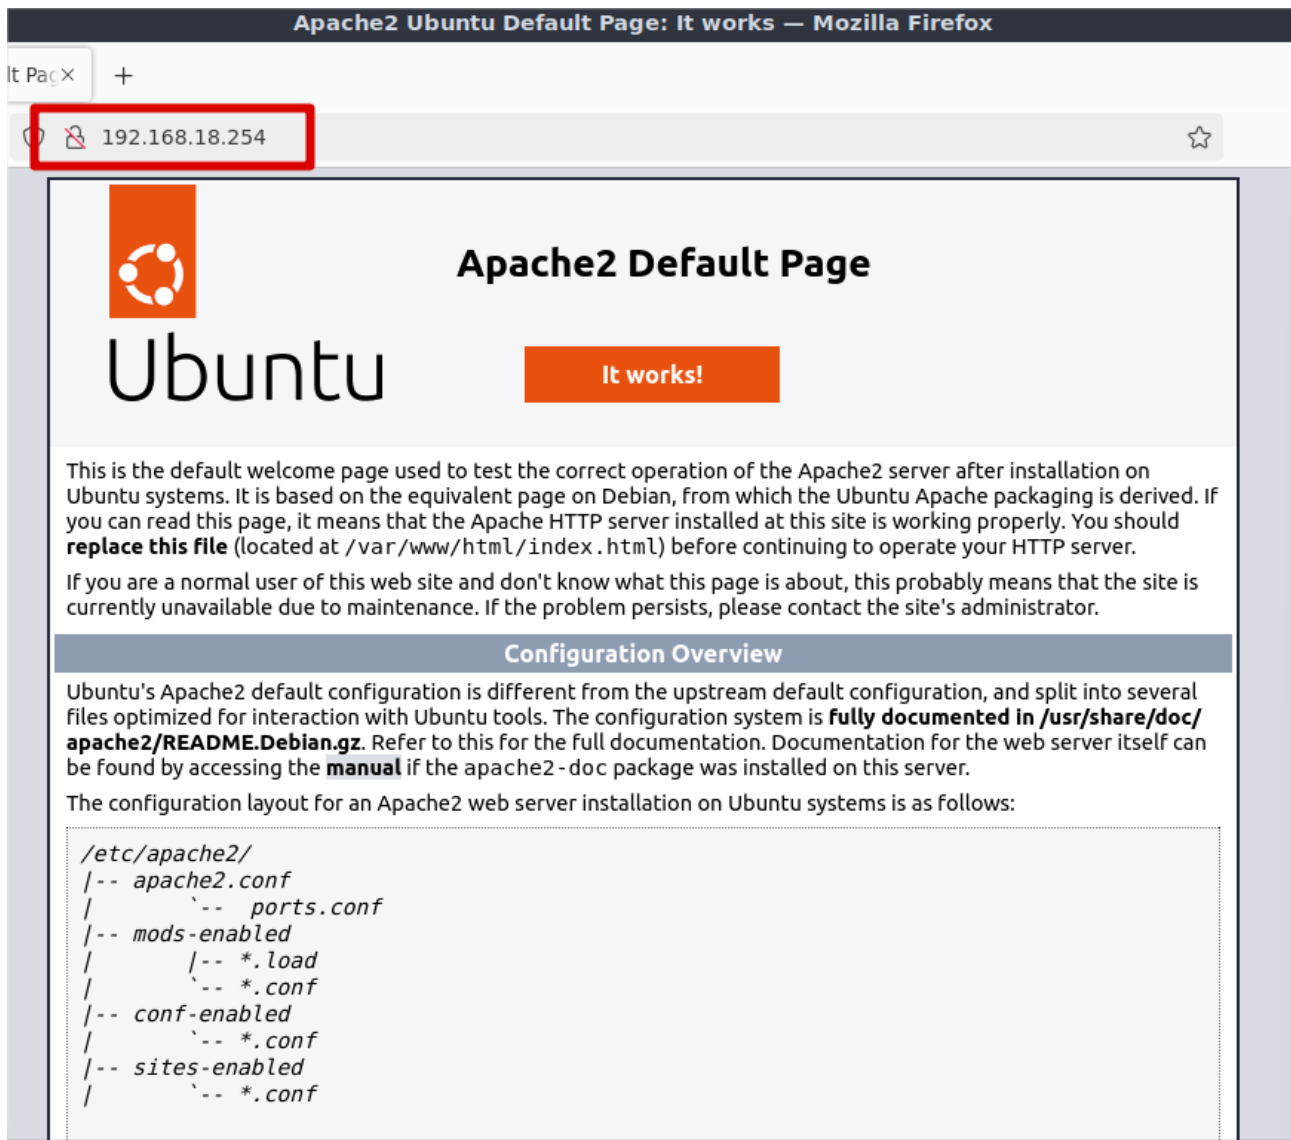 Apache2 Ubuntu Default Page: It works — Mozilla Firefox
lt Pag
192.168.18.254
Apache2 Default Page
Ubuntu
It works!
This is the default welcome page used to test the correct operation of the Apache2 server after installation on
Ubuntu systems. It is based on the equivalent page on Debian, from which the Ubuntu Apache packaging is derived. If
you can read this page, it means that the Apache HTTP server installed at this site is working properly. You should
replace this file (located at /var/www/html/index.html) before continuing to operate your HTTP server.
If you are a normal user of this web site and don't know what this page is about, this probably means that the site is
currently unavailable due to maintenance. If the problem persists, please contact the site's administrator.
Configuration Overview
Ubuntu's Apache2 default configuration is different from the upstream default configuration, and split into several
files optimized for interaction with Ubuntu tools. The configuration system is fully documented in /usr/share/doc/
apache2/README.Debian.gz. Refer to this for the full documentation. Documentation for the web server itself can
be found by accessing the manual if the apache2-doc package was installed on this server.
The configuration layout for an Apache2 web server installation on Ubuntu systems is as follows:
/etc/apache2/
|-- apache2.conf
|       `--  ports.conf
|-- mods-enabled
|       |-- *.load
|       `-- *.conf
|-- conf-enabled
|       `-- *.conf
|-- sites-enabled
|       `-- *.conf